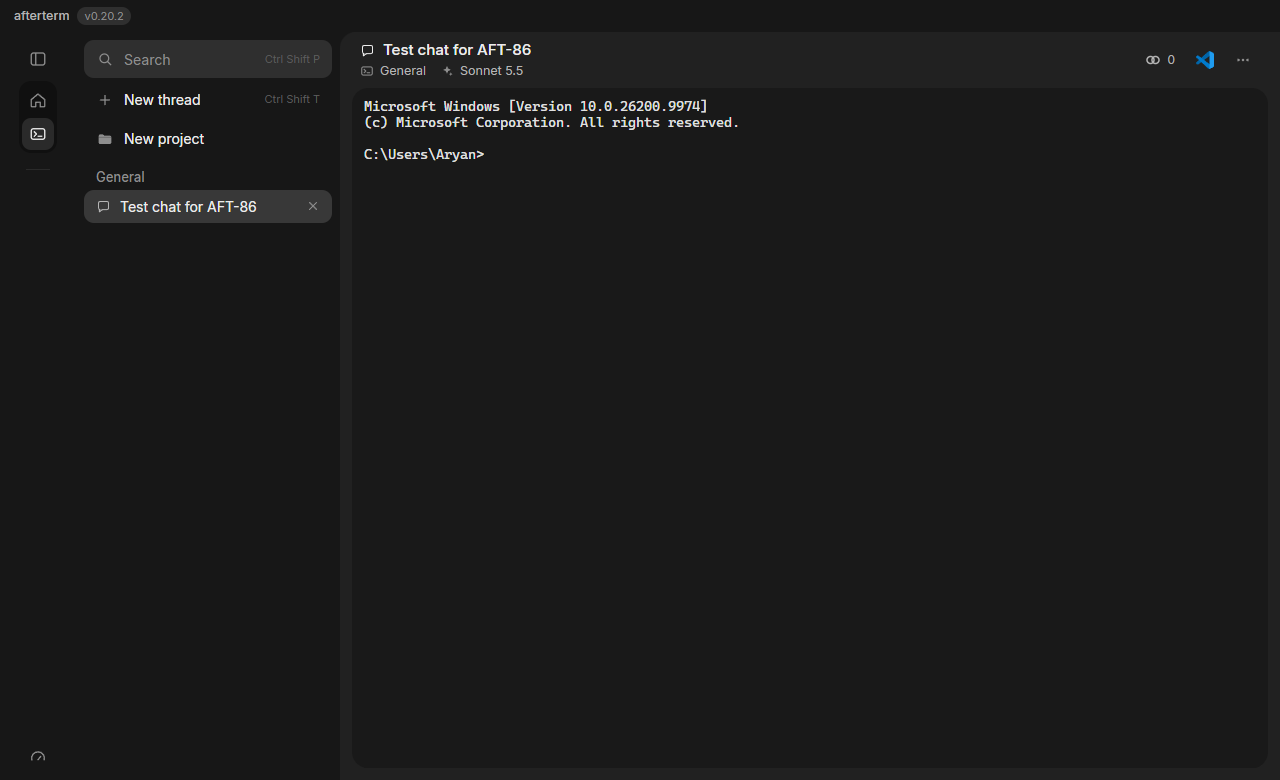 afterterm v0.20.2
Search Ctrl Shift P
New thread Ctrl Shift T
New project
General
Test chat for AFT-86
Test chat for AFT-86
General Sonnet 5.5
0
Microsoft Windows [Version 10.0.26200.9974]
(c) Microsoft Corporation. All rights reserved.
C:\Users\Aryan>